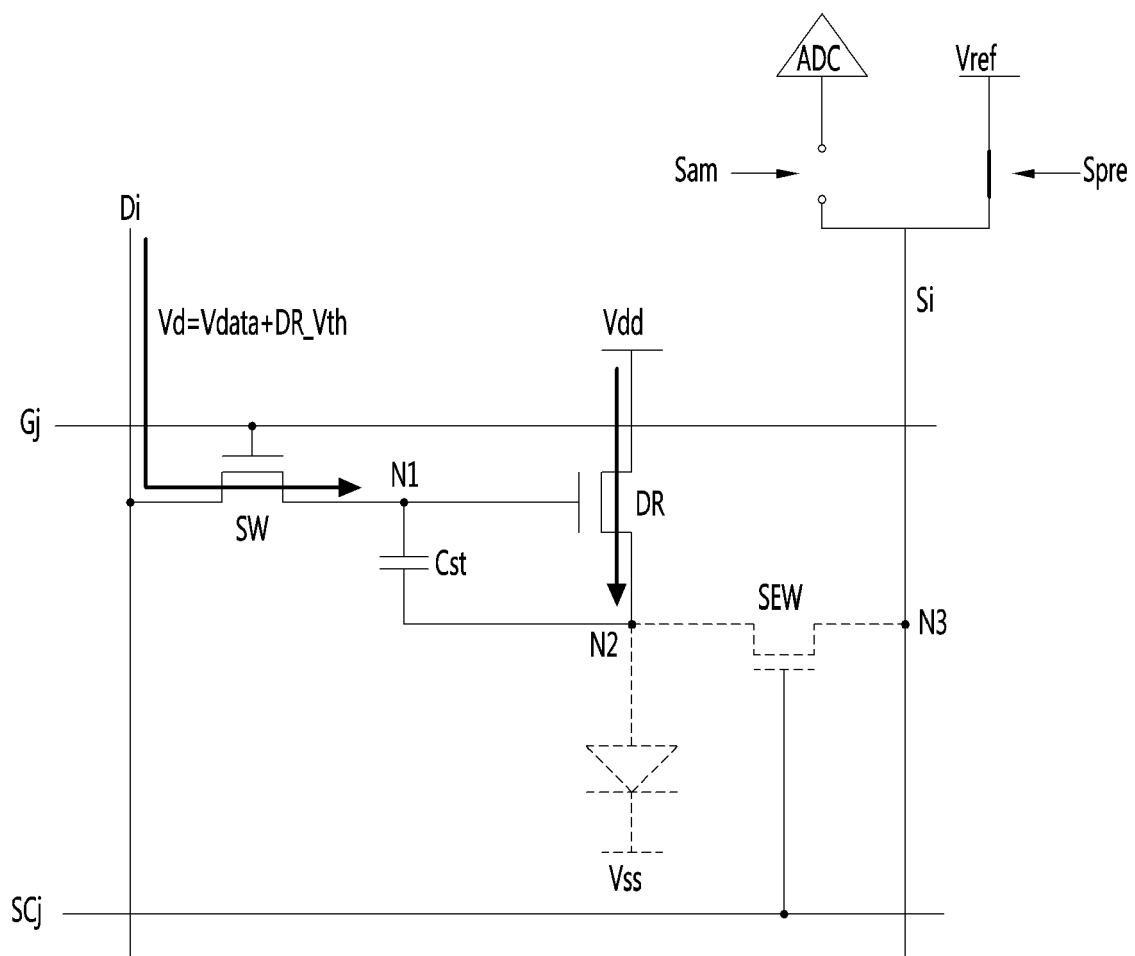 ADC
Vref
Sam
Spre
Di
Si
Vd=Vdata+DR_Vth
Vdd
Gj
N1
DR
SW
Cst
SEW
N2
N3
Vss
SCj